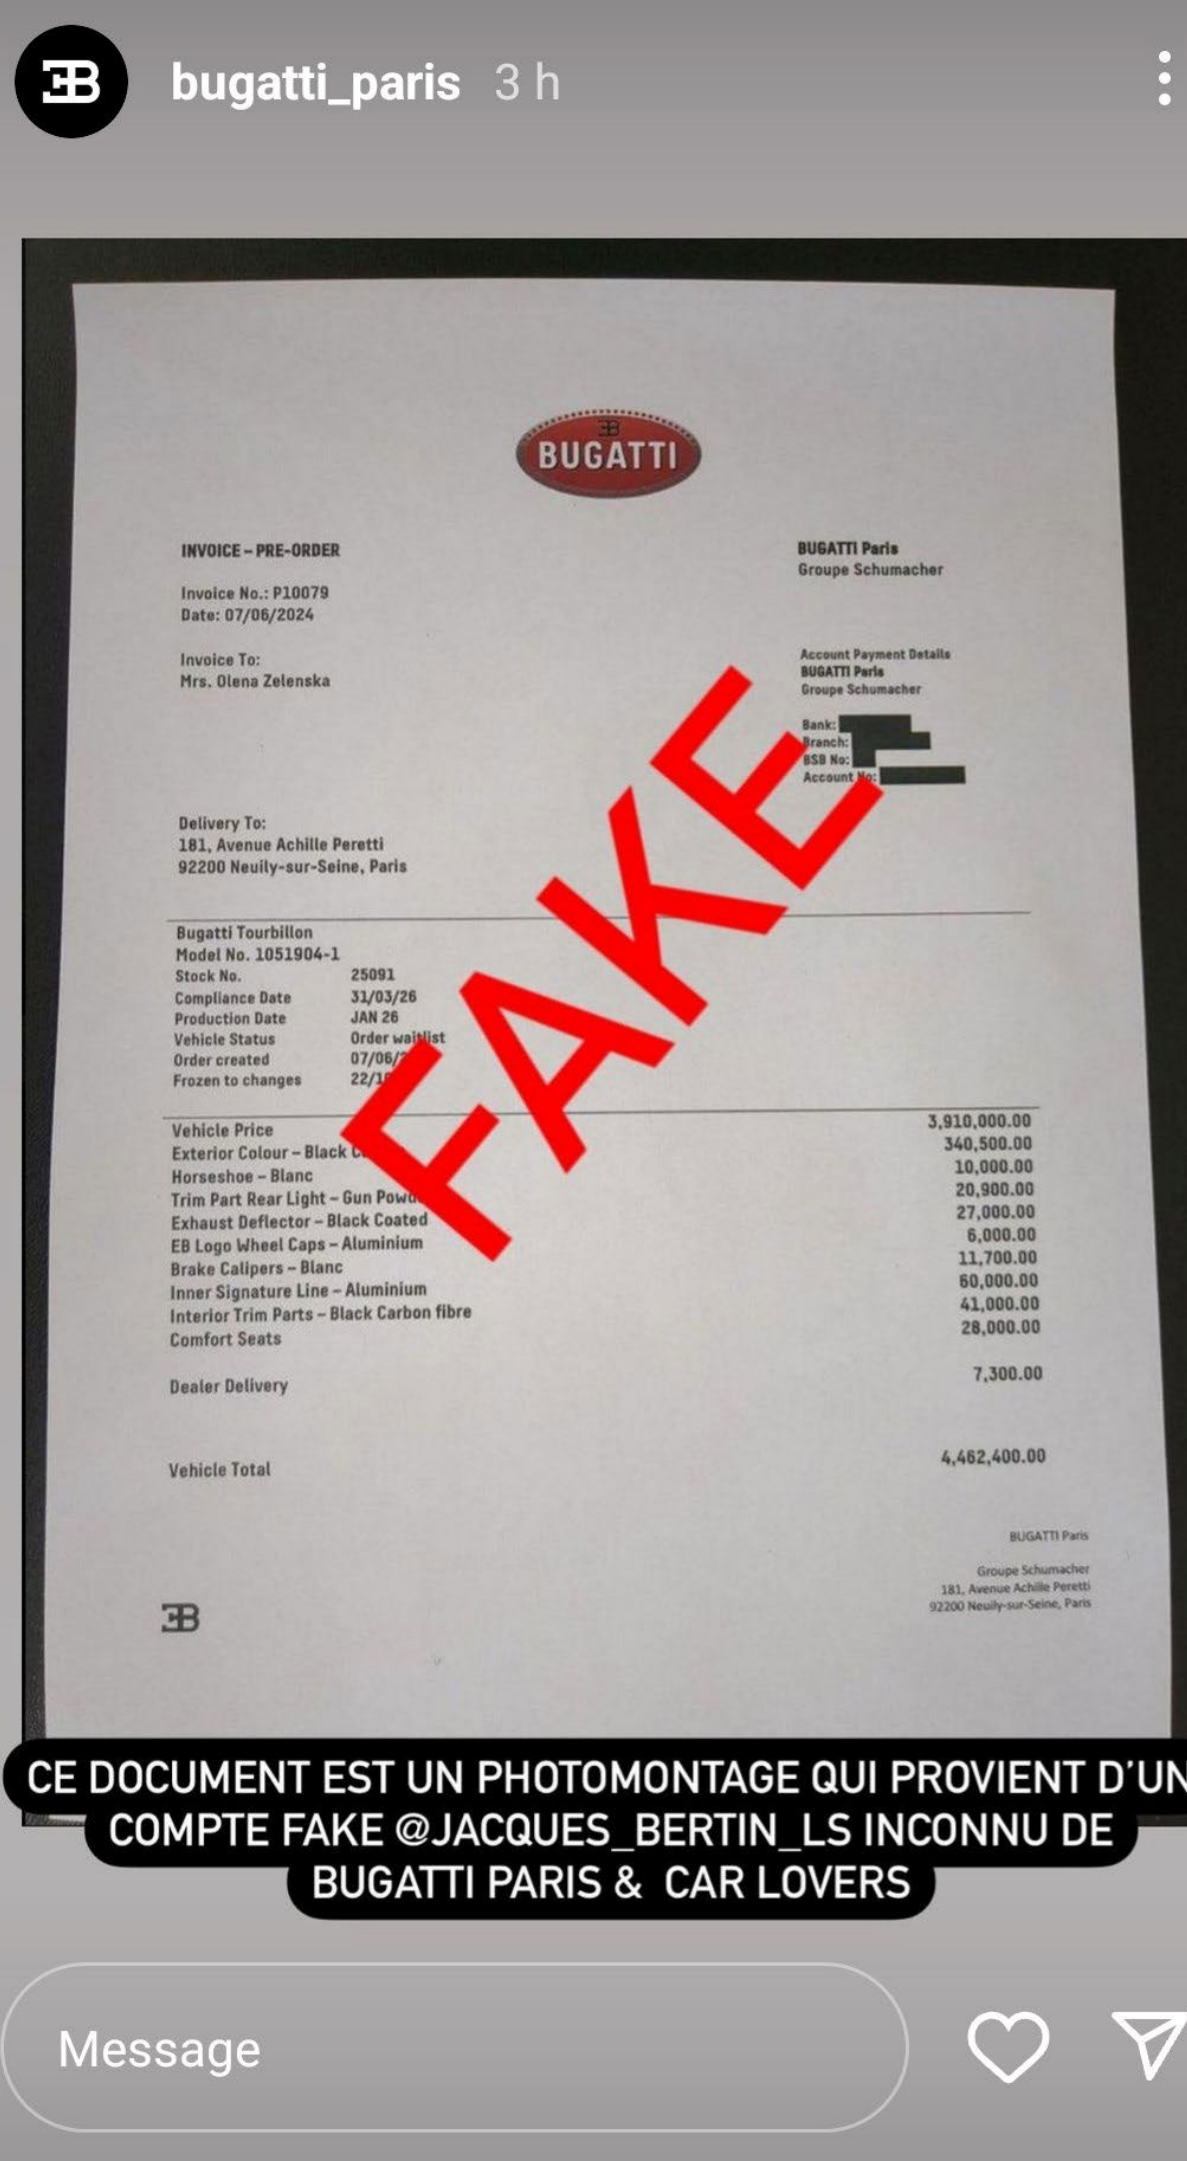 bugatti_paris 3 h
EB
BUGATTI
INVOICE – PRE-ORDER
BUGATTI Paris
Groupe Schumacher
Invoice No.: P10079
Date: 07/06/2024
Invoice To:
Mrs. Olena Zelenska
Account Payment Details
BUGATTI Paris
Groupe Schumacher
Bank:
Branch:
BSB No:
Account No:
Delivery To:
181, Avenue Achille Peretti
92200 Neuily-sur-Seine, Paris
FAKE
Bugatti Tourbillon
Model No. 1051904-1
Stock No. 25091
Compliance Date 31/03/26
Production Date JAN 26
Vehicle Status Order waitlist
Order created 07/06/
Frozen to changes 22/1
Vehicle Price 3,910,000.00
Exterior Colour – Black 340,500.00
Horseshoe – Blanc 10,000.00
Trim Part Rear Light – Gun 20,900.00
Exhaust Deflector – Black Coated 27,000.00
EB Logo Wheel Caps – Aluminium 6,000.00
Brake Calipers – Blanc 11,700.00
Inner Signature Line – Aluminium 60,000.00
Interior Trim Parts – Black Carbon fibre 41,000.00
Comfort Seats 28,000.00
Dealer Delivery 7,300.00
Vehicle Total 4,462,400.00
BUGATTI Paris
Groupe Schumacher
181, Avenue Achille Peretti
92200 Neuily-sur-Seine, Paris
EB
CE DOCUMENT EST UN PHOTOMONTAGE QUI PROVIENT D'UN
COMPTE FAKE @JACQUES_BERTIN_LS INCONNU DE
BUGATTI PARIS & CAR LOVERS
Message